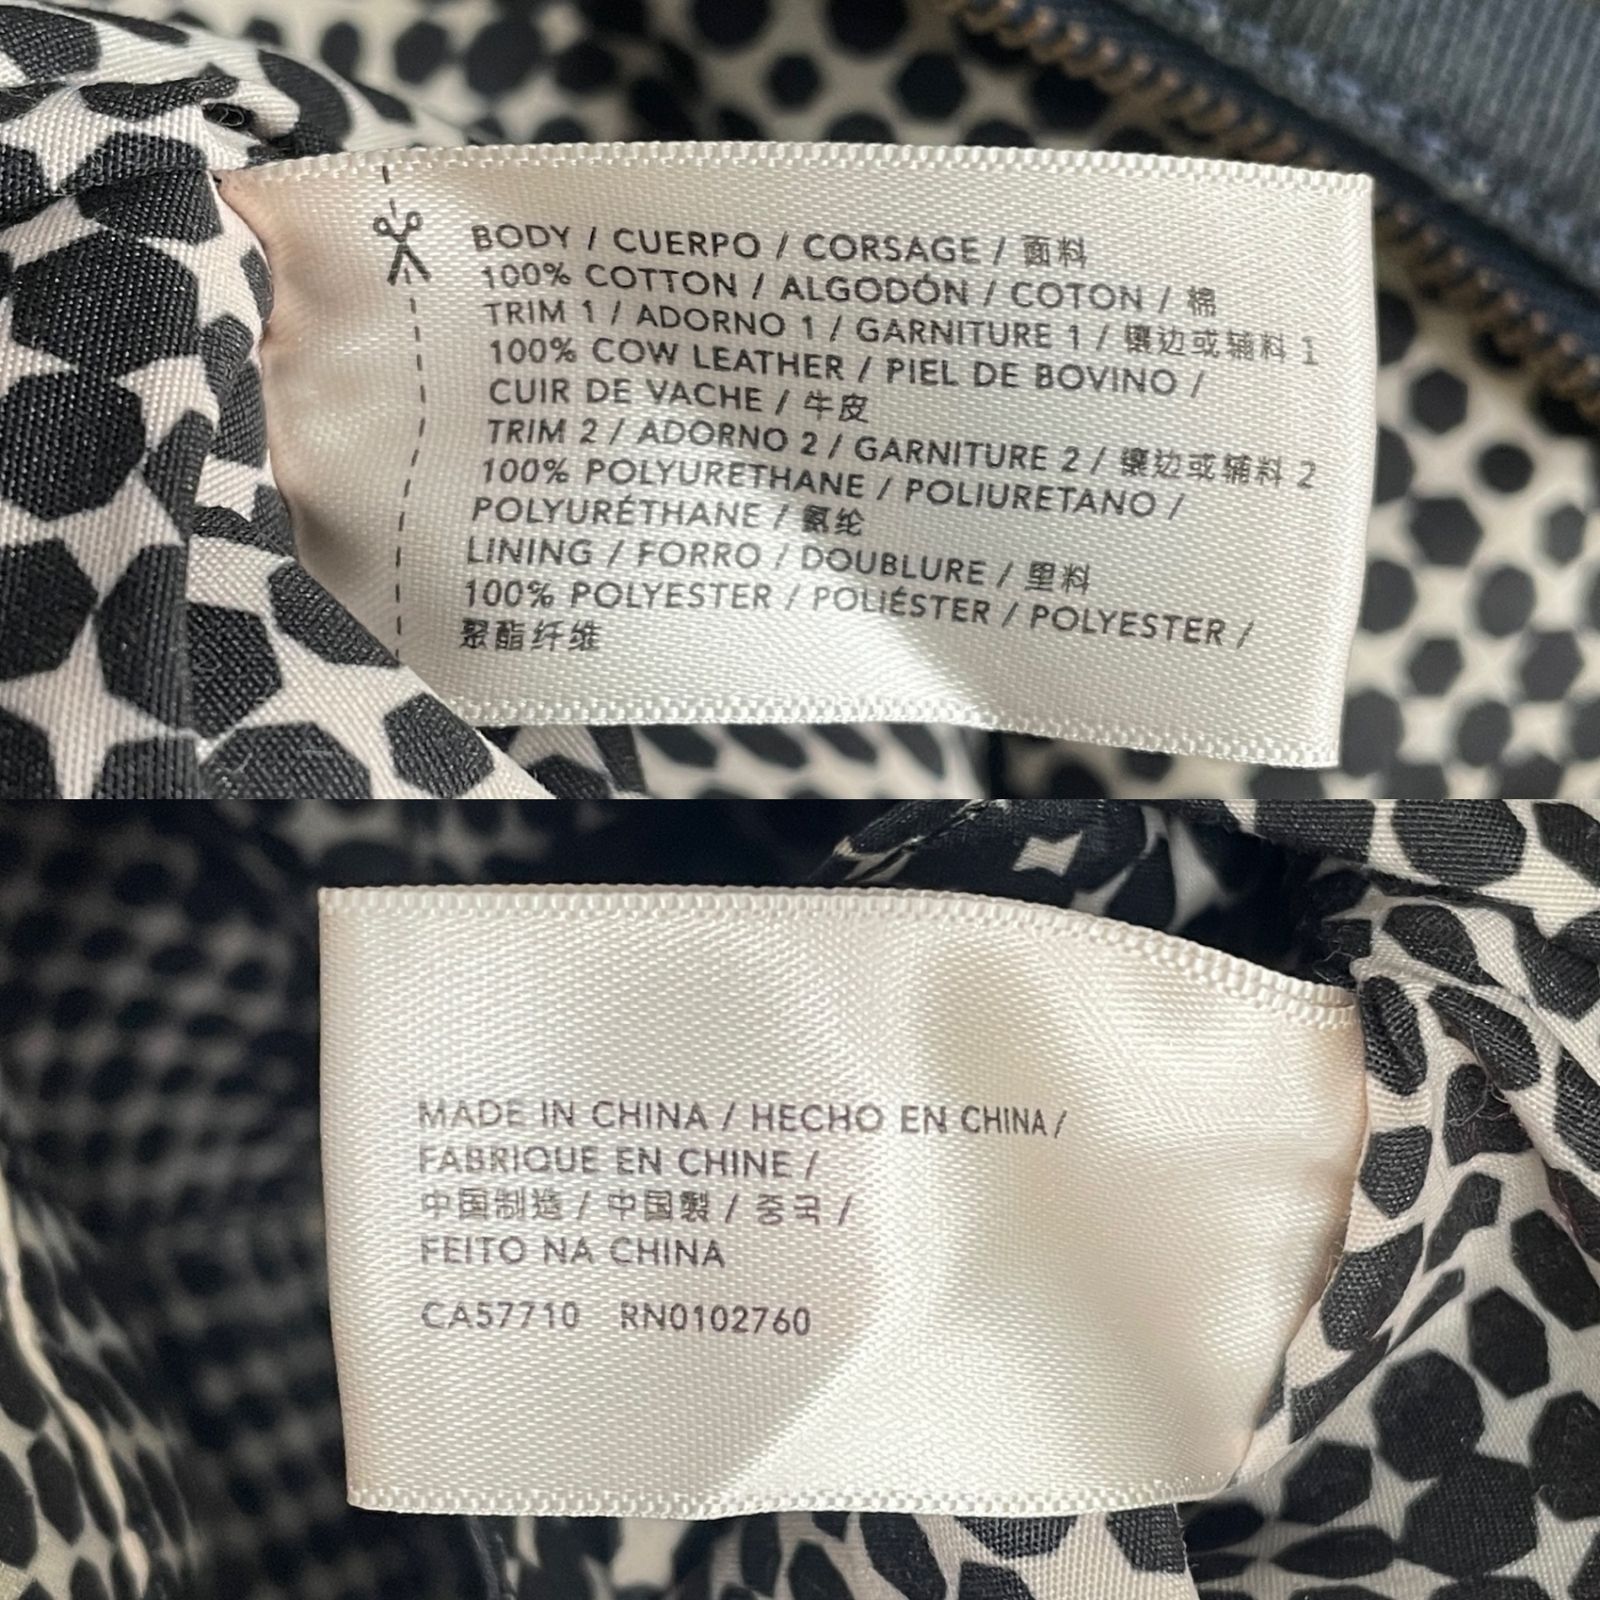 BODY / CUERPO / CORSAGE / 面料
100% COTTON / ALGODÓN / COTON / 棉
TRIM 1 / ADORNO 1 / GARNITURE 1 / 镶边或辅料 1
100% COW LEATHER / PIEL DE BOVINO /
CUIR DE VACHE / 牛皮
TRIM 2 / ADORNO 2 / GARNITURE 2 / 镶边或辅料 2
100% POLYURETHANE / POLIURETANO /
POLYURÉTHANE / 氨纶
LINING / FORRO / DOUBLURE / 里料
100% POLYESTER / POLIÉSTER / POLYESTER /
聚酯纤维
MADE IN CHINA / HECHO EN CHINA /
FABRIQUE EN CHINE /
中国制造 / 中国製 / 중국 /
FEITO NA CHINA
CA57710 RN0102760